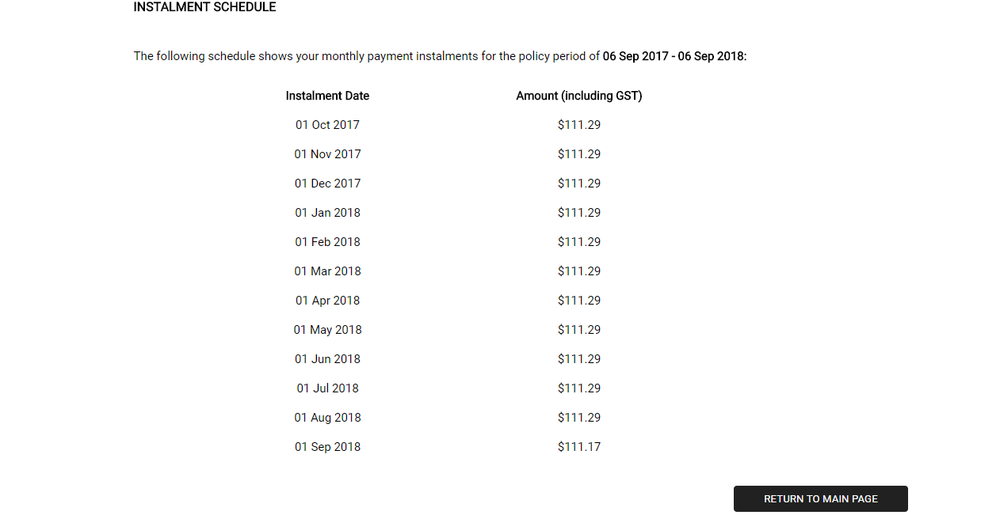 INSTALMENT SCHEDULE
The following schedule shows your monthly payment instalments for the policy period of 06 Sep 2017 - 06 Sep 2018:
Instalment Date Amount (including GST)
01 Oct 2017 $111.29
01 Nov 2017 $111.29
01 Dec 2017 $111.29
01 Jan 2018 $111.29
01 Feb 2018 $111.29
01 Mar 2018 $111.29
01 Apr 2018 $111.29
01 May 2018 $111.29
01 Jun 2018 $111.29
01 Jul 2018 $111.29
01 Aug 2018 $111.29
01 Sep 2018 $111.17
RETURN TO MAIN PAGE